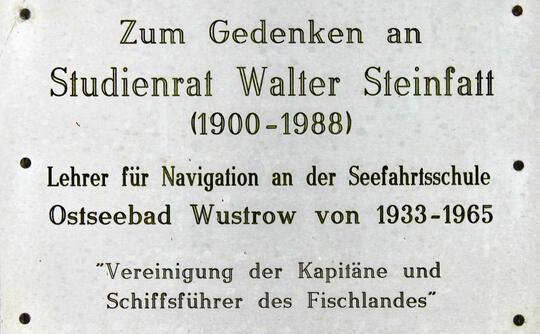 Zum Gedenken an
Studienrat Walter Steinfatt
(1900-1988)
Lehrer für Navigation an der Seefahrtsschule
Ostseebad Wustrow von 1933-1965
"Vereinigung der Kapitäne und
Schiffsführer des Fischlandes"